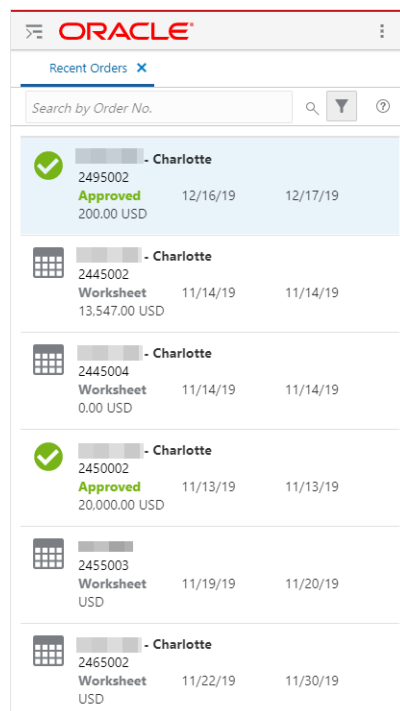 ORACLE
Recent Orders
Search by Order No.
- Charlotte
2495002
Approved 12/16/19 12/17/19
200.00 USD
- Charlotte
2445002
Worksheet 11/14/19 11/14/19
13,547.00 USD
- Charlotte
2445004
Worksheet 11/14/19 11/14/19
0.00 USD
- Charlotte
2450002
Approved 11/13/19 11/13/19
20,000.00 USD
2455003
Worksheet 11/19/19 11/20/19
USD
- Charlotte
2465002
Worksheet 11/22/19 11/30/19
USD